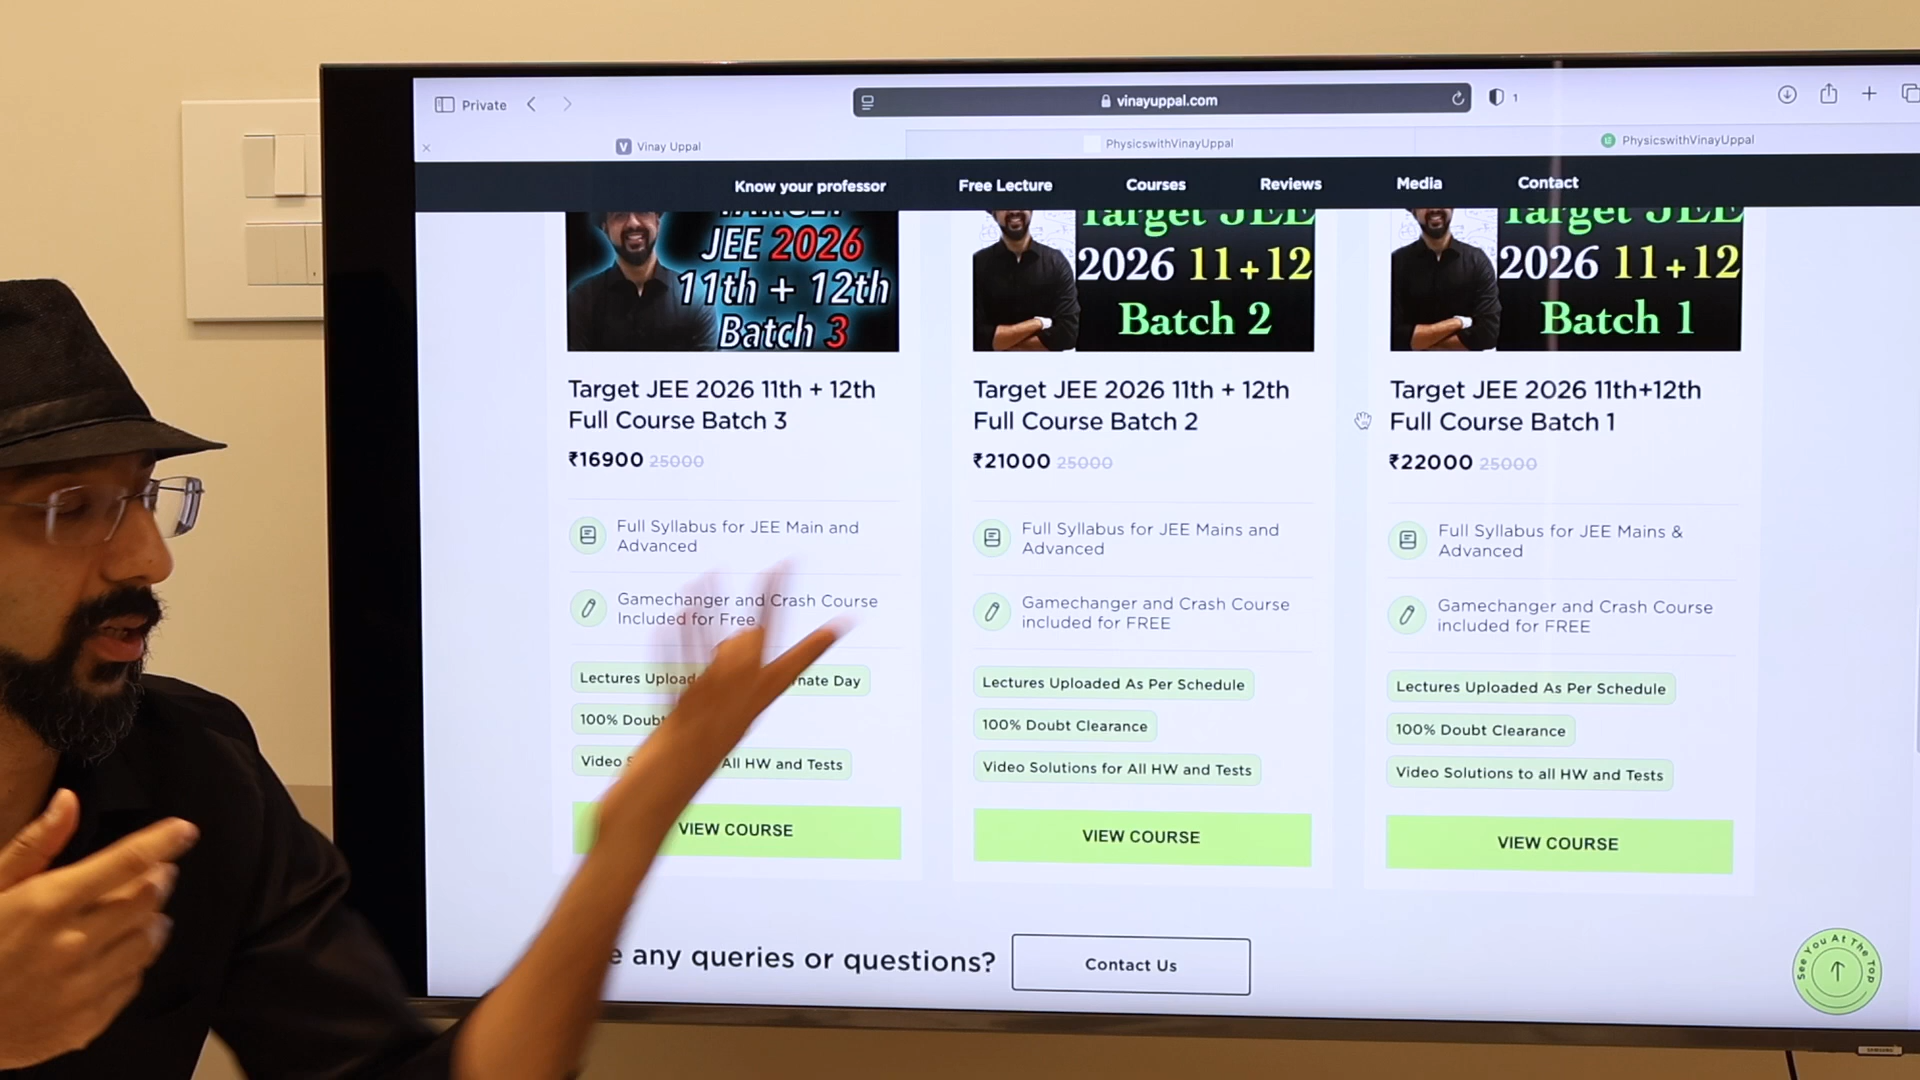 Private
vinayuppal.com
1
Vinay Uppal
PhysicswithVinayUppal
PhysicswithVinayUppal
Know your professor
Free Lecture
Courses
Reviews
Media
Contact
JEE 2026
11th + 12th
Batch 3
Target JEE 2026 11th + 12th
Full Course Batch 3
₹16900 25000
Full Syllabus for JEE Main and
Advanced
Gamechanger and Crash Course
Included for Free
Lectures Day
100%
Video All HW and Tests
VIEW COURSE
Target JEE
2026 11+12
Batch 2
Target JEE 2026 11th + 12th
Full Course Batch 2
₹21000 25000
Full Syllabus for JEE Mains and
Advanced
Gamechanger and Crash Course
included for FREE
Lectures Uploaded As Per Schedule
100% Doubt Clearance
Video Solutions for All HW and Tests
VIEW COURSE
Target JEE
2026 11+12
Batch 1
Target JEE 2026 11th+12th
Full Course Batch 1
₹22000 25000
Full Syllabus for JEE Mains &
Advanced
Gamechanger and Crash Course
included for FREE
Lectures Uploaded As Per Schedule
100% Doubt Clearance
Video Solutions to all HW and Tests
VIEW COURSE
any queries or questions?
Contact Us
See You At The Top
SAMSUNG